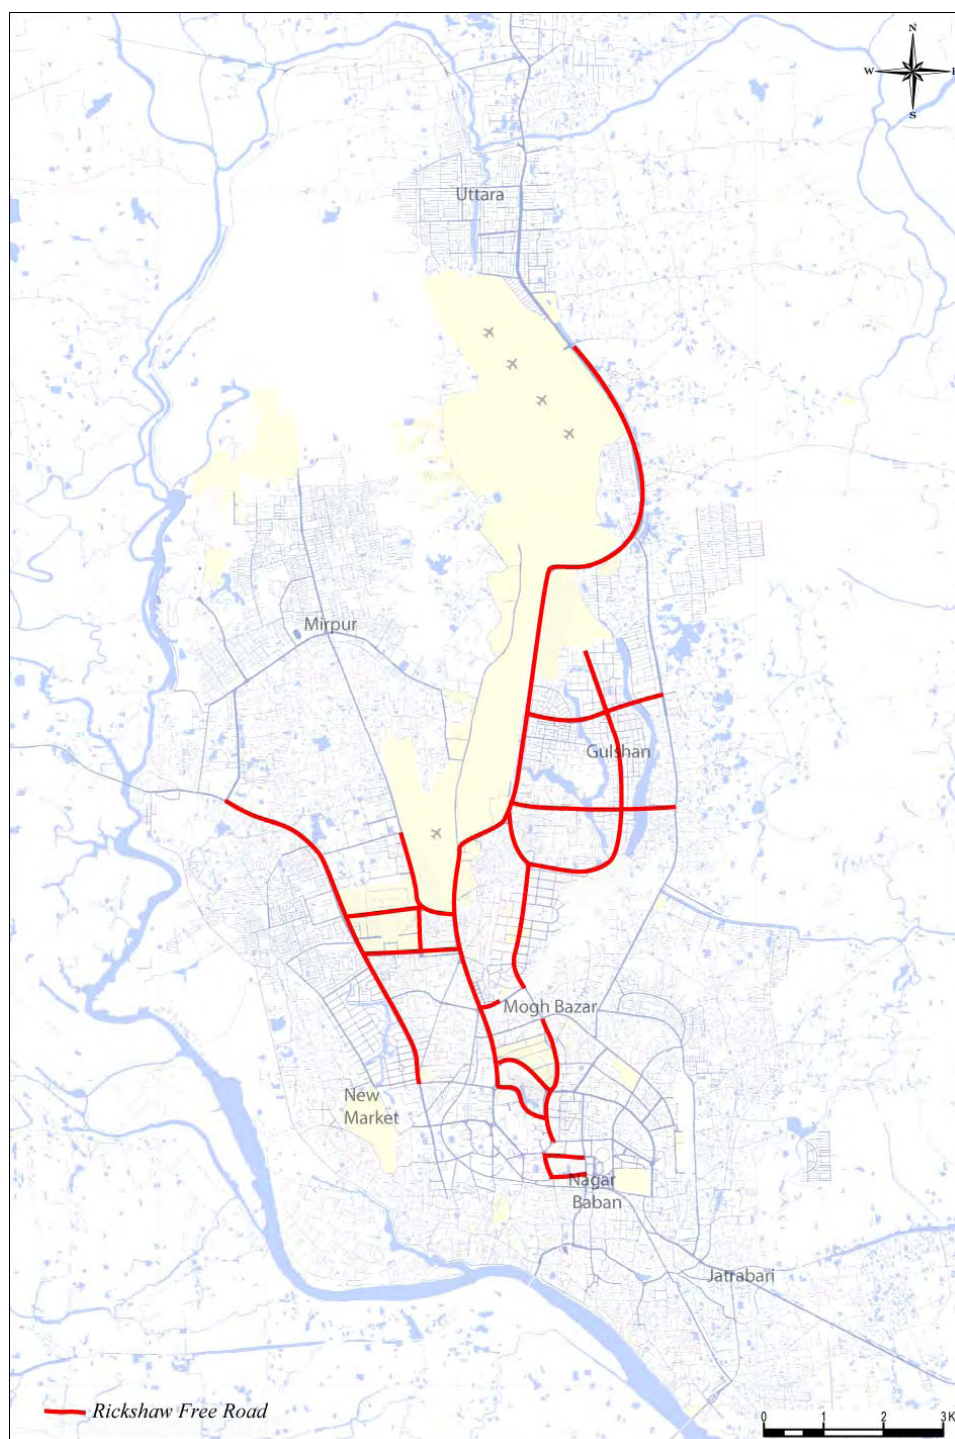 N
W
E
S
Uttara
Mirpur
Gulshan
Mogh Bazar
New
Market
Nagar
Baban
Jatrabari
Rickshaw Free Road
0 1 2 3K